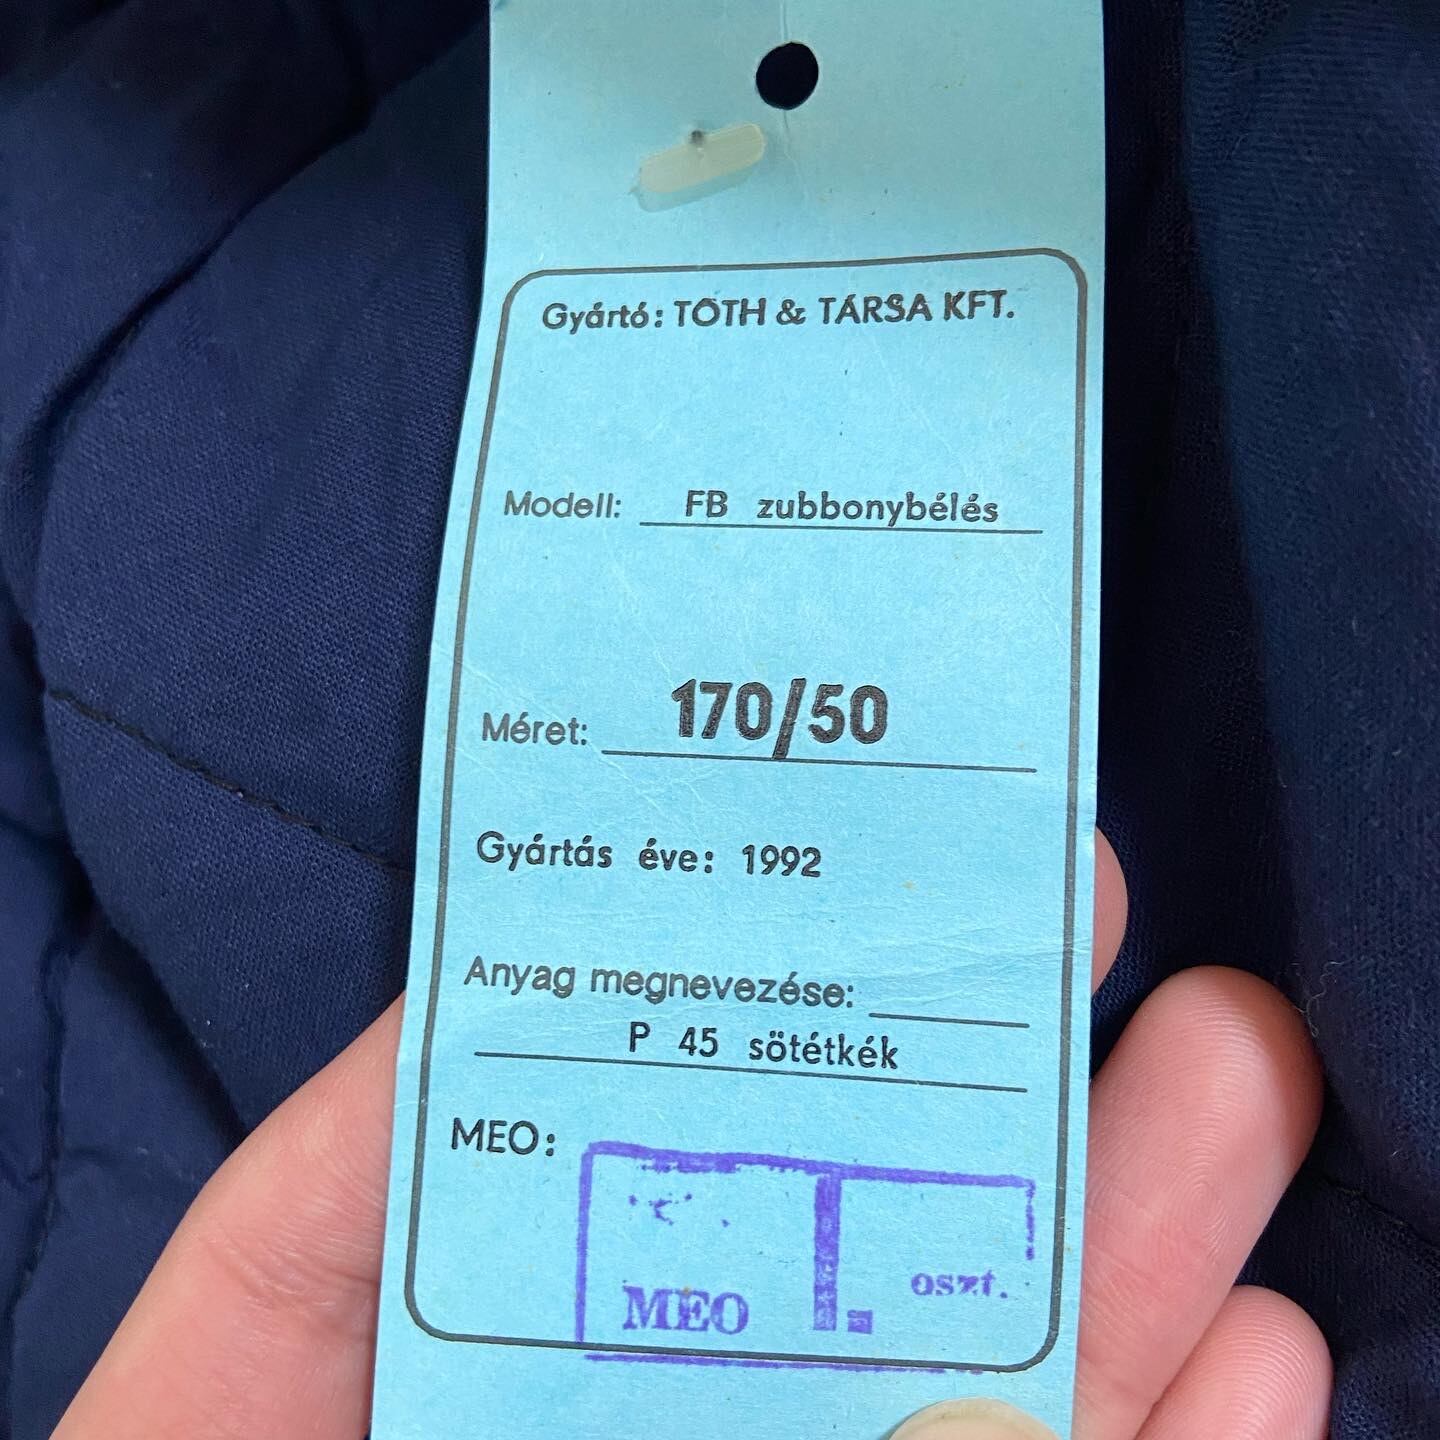 Gyártó: TÓTH & TÁRSA KFT.
Modell: FB zubbonybélés
Méret: 170/50
Gyártás éve: 1992
Anyag megnevezése:
P 45 sötétkék
MEO:
MEO I. oszt.